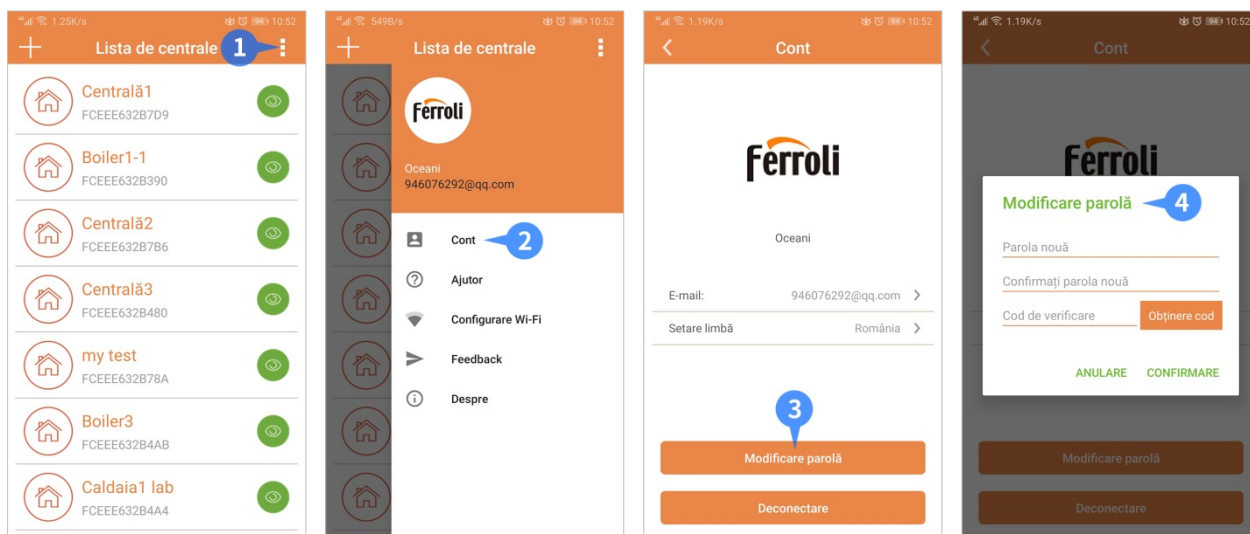 1.25K/s
94
10:52
Lista de centrale
1
Centrală1
FCEEE632B7D9
Boiler1-1
FCEEE632B390
Centrală2
FCEEE632B7B6
Centrală3
FCEEE632B480
my test
FCEEE632B78A
Boiler3
FCEEE632B4AB
Caldaia1 lab
FCEEE632B4A4
549B/s
94
10:52
Lista de centrale
Ferroli
Oceani
946076292@qq.com
Cont
2
Ajutor
Configurare Wi-Fi
Feedback
Despre
1.19K/s
94
10:52
Cont
Ferroli
Oceani
E-mail:
946076292@qq.com
Setare limbă
România
3
Modificare parolă
Deconectare
1.19K/s
94
10:52
Cont
Ferroli
Modificare parolă
4
Parola nouă
Confirmați parola nouă
Cod de verificare
Obținere cod
ANULARE
CONFIRMARE
Modificare parolă
Deconectare